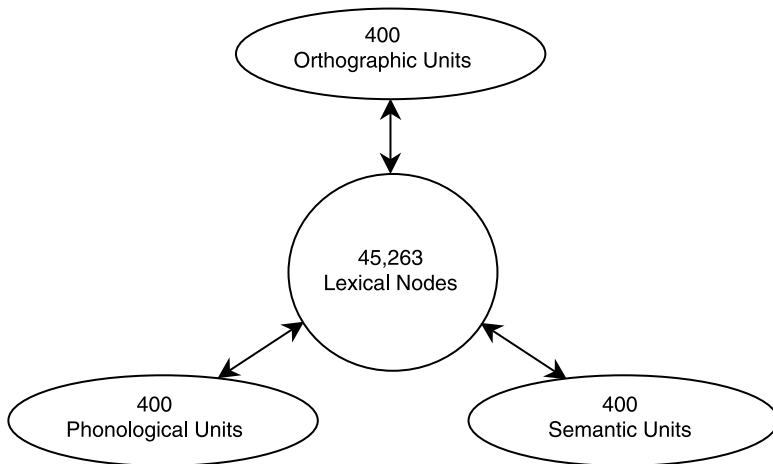 400
Orthographic Units
45,263
Lexical Nodes
400
Phonological Units
400
Semantic Units